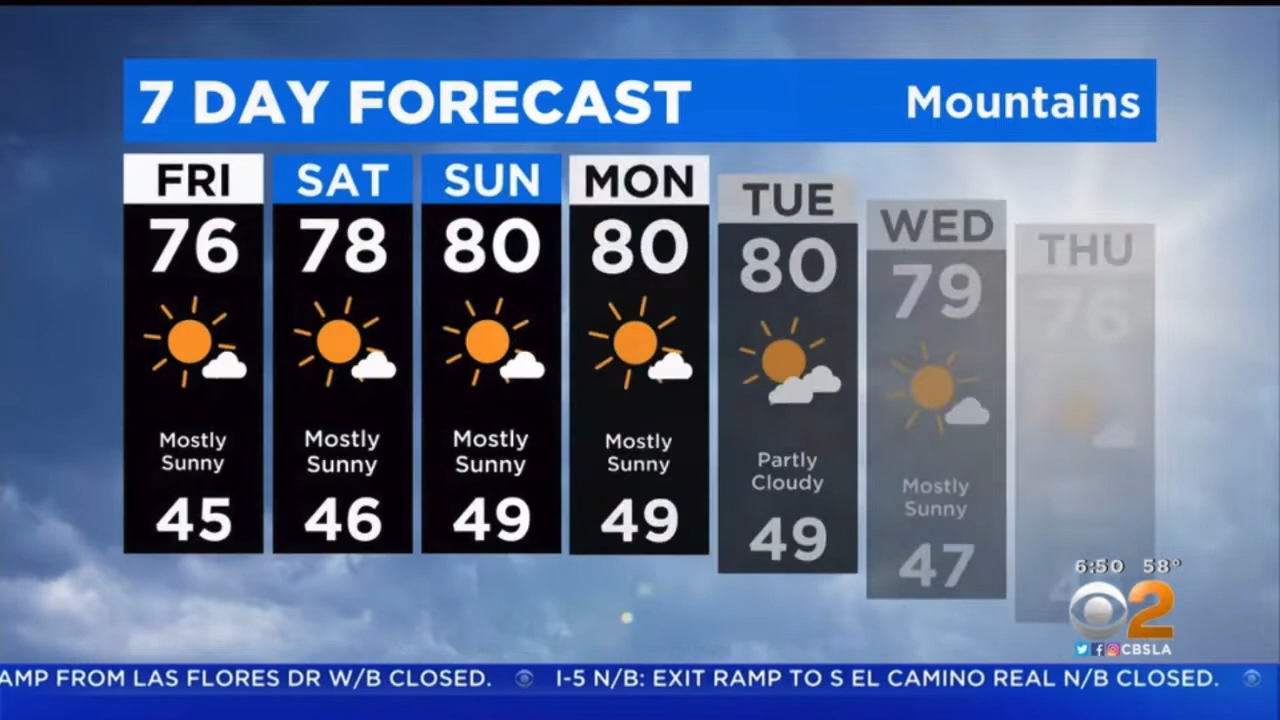 7 DAY FORECAST
Mountains
FRI
76
Mostly
Sunny
45
SAT
78
Mostly
Sunny
46
SUN
80
Mostly
Sunny
49
MON
80
Mostly
Sunny
49
TUE
80
Partly
Cloudy
49
WED
79
Mostly
Sunny
47
THU
76
6:50 58°
2
CBSLA
AMP FROM LAS FLORES DR W/B CLOSED. I-5 N/B: EXIT RAMP TO S EL CAMINO REAL N/B CLOSED.